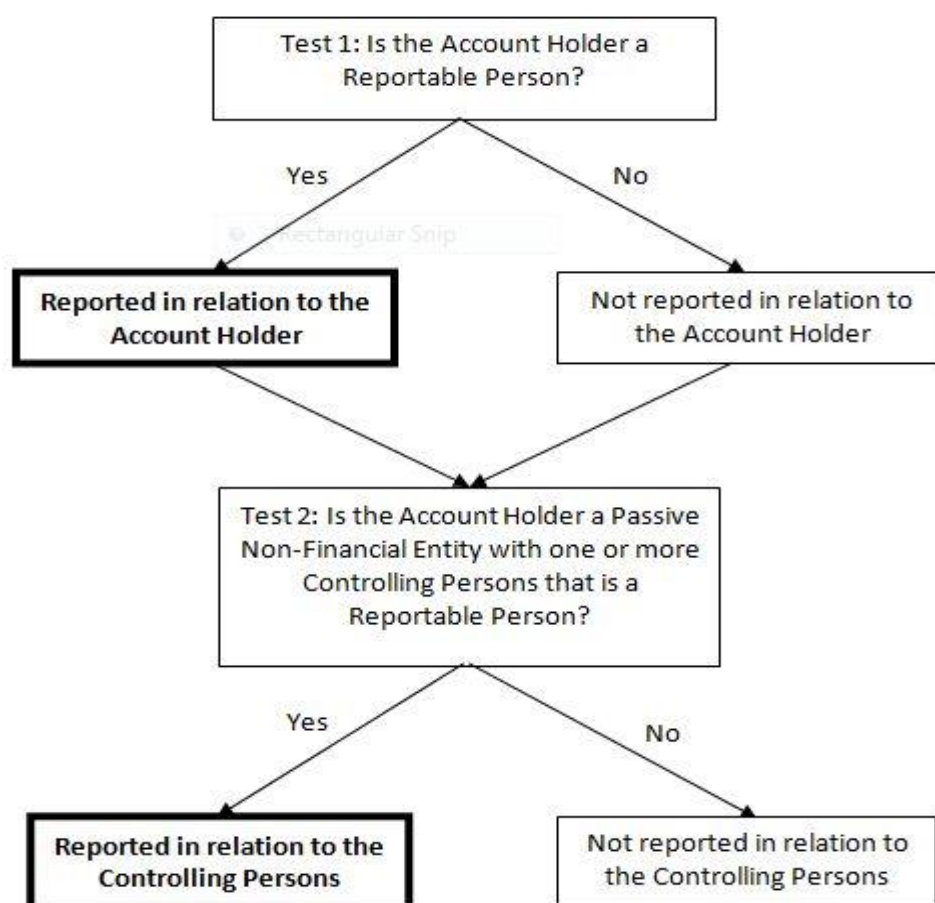 Test 1: Is the Account Holder a
Reportable Person?
Yes
No
Rectangular Snip
Reported in relation to the
Account Holder
Not reported in relation to
the Account Holder
Test 2: Is the Account Holder a Passive
Non-Financial Entity with one or more
Controlling Persons that is a
Reportable Person?
Yes
No
Reported in relation to the
Controlling Persons
Not reported in relation to
the Controlling Persons